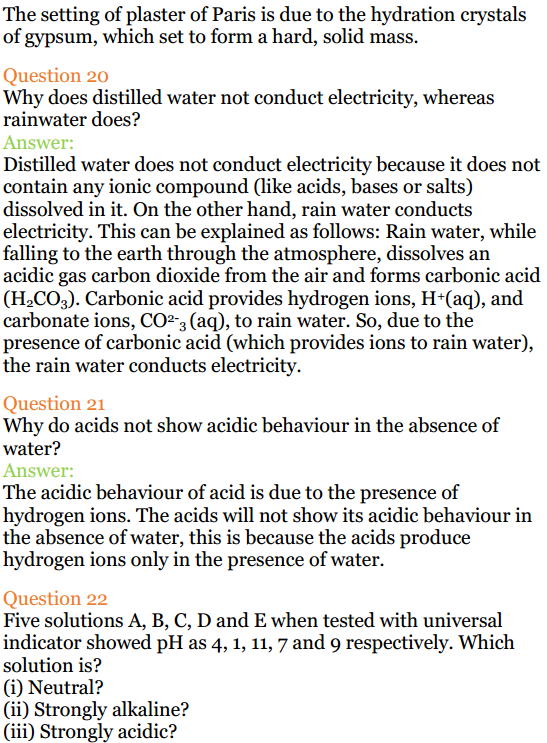 The setting of plaster of Paris is due to the hydration crystals
of gypsum, which set to form a hard, solid mass.
Question 20
Why does distilled water not conduct electricity, whereas
rainwater does?
Answer:
Distilled water does not conduct electricity because it does not
contain any ionic compound (like acids, bases or salts)
dissolved in it. On the other hand, rain water conducts
electricity. This can be explained as follows: Rain water, while
falling to the earth through the atmosphere, dissolves an
acidic gas carbon dioxide from the air and forms carbonic acid
(H₂CO₃). Carbonic acid provides hydrogen ions, H⁺(aq), and
carbonate ions, CO²⁻₃ (aq), to rain water. So, due to the
presence of carbonic acid (which provides ions to rain water),
the rain water conducts electricity.
Question 21
Why do acids not show acidic behaviour in the absence of
water?
Answer:
The acidic behaviour of acid is due to the presence of
hydrogen ions. The acids will not show its acidic behaviour in
the absence of water, this is because the acids produce
hydrogen ions only in the presence of water.
Question 22
Five solutions A, B, C, D and E when tested with universal
indicator showed pH as 4, 1, 11, 7 and 9 respectively. Which
solution is?
(i) Neutral?
(ii) Strongly alkaline?
(iii) Strongly acidic?